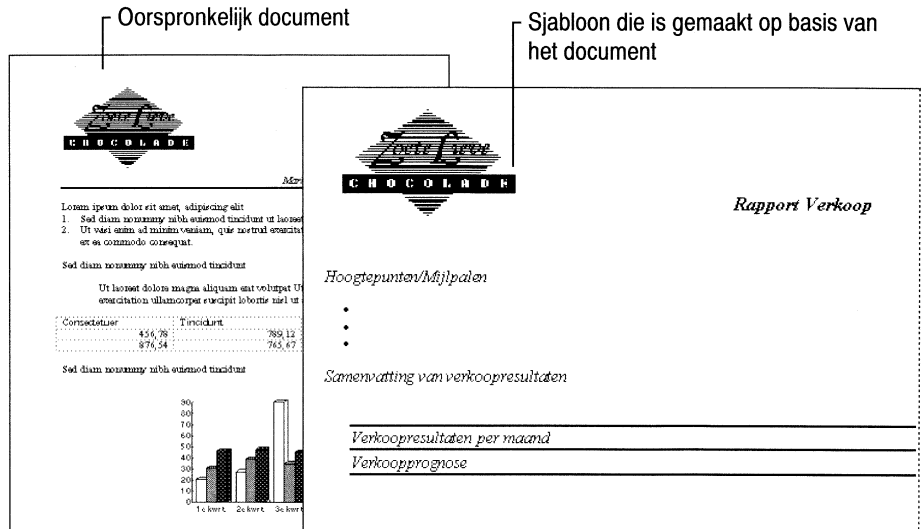 Oorspronkelijk document
Sjabloon die is gemaakt op basis van
het document
Zoete Lieve
CHOCOLADE
Lorem ipsum dolor sit amet, adipiscing elit
1. Sed diam nonummy nibh euismod tincidunt ut laoreet
2. Ut wisi enim ad minim veniam, quis nostrud exercitat
ex ea commodo consequat.
Sed diam nonummy nibh euismod tincidunt
Ut laoreet dolore magna aliquam erat volutpat Ut
exercitation ullamcorper suscipit lobortis nisl ut
Consectetuer Tincidunt
456,78 789,12
876,54 765,67
Sed diam nonummy nibh euismod tincidunt
90
80
70
60
50
40
30
20
10
0
1e kwrt. 2e kwrt. 3e kwrt.
Zoete Lieve
CHOCOLADE
Rapport Verkoop
Hoogtepunten/Mijlpalen
•
•
•
Samenvatting van verkoopresultaten
Verkoopresultaten per maand
Verkoopprognose